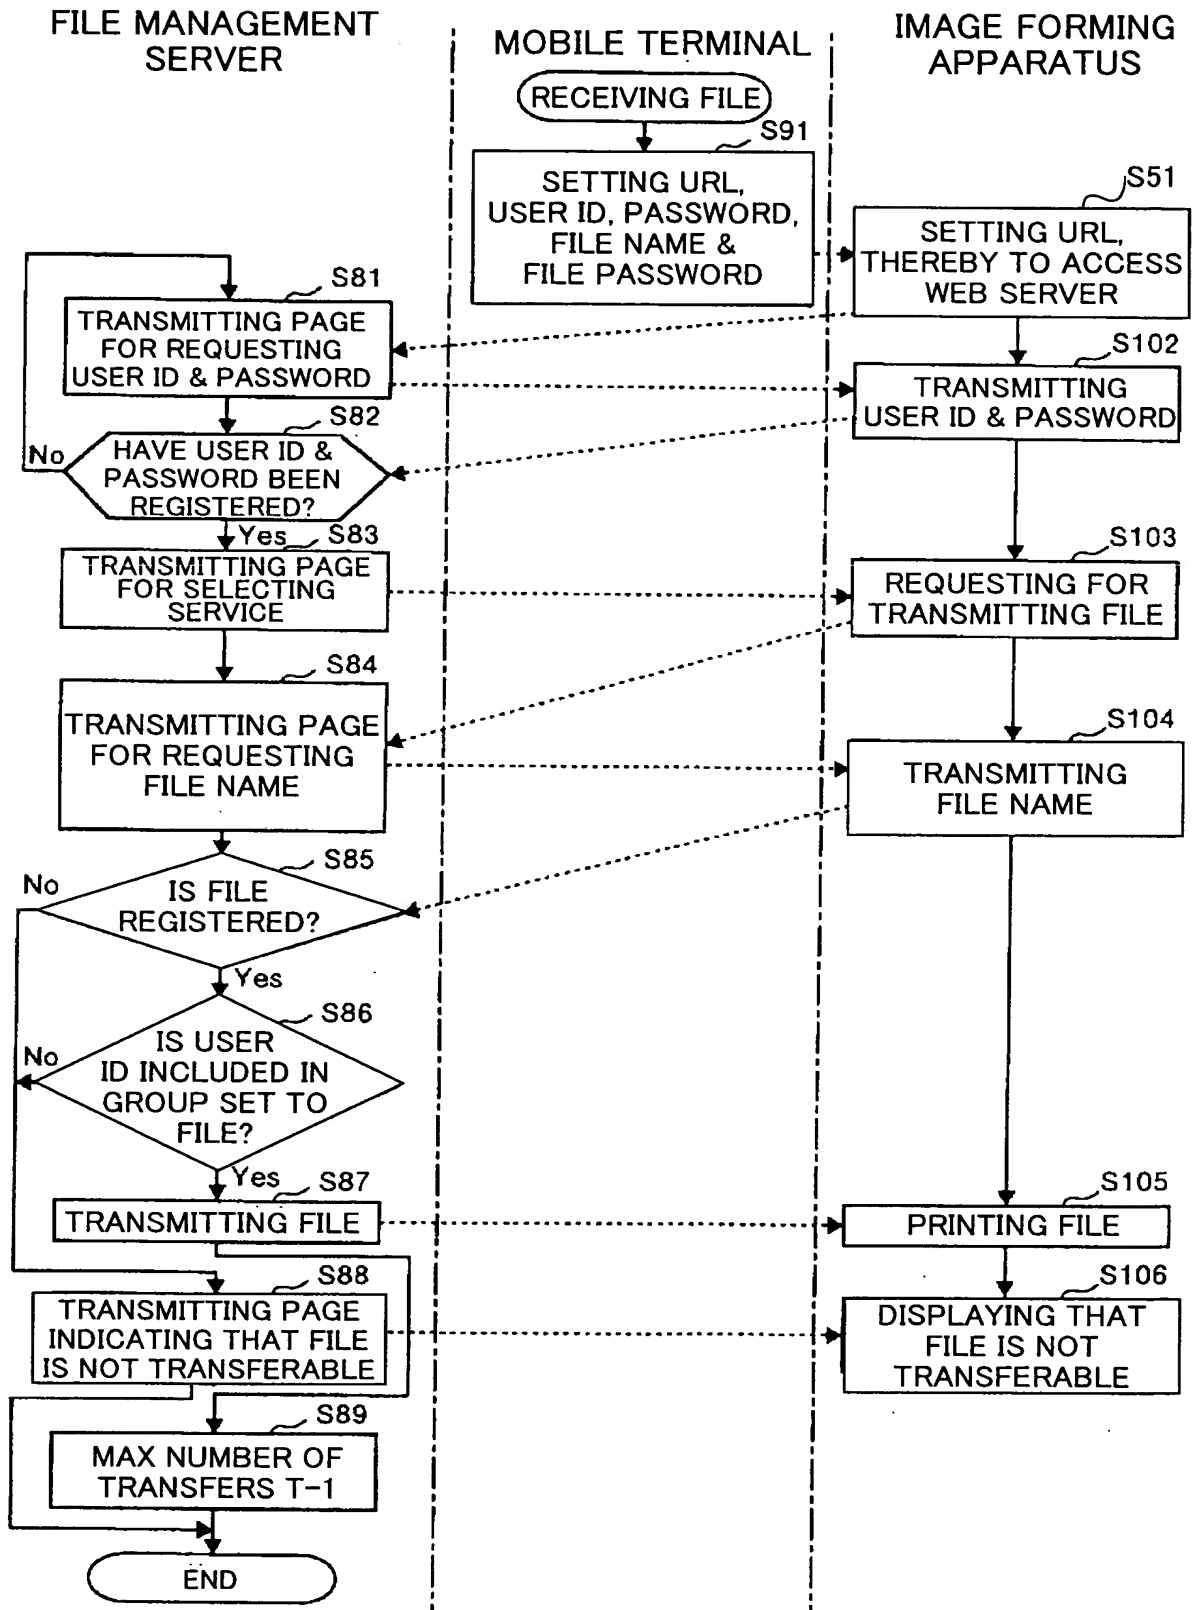 FILE MANAGEMENT
SERVER
MOBILE TERMINAL
IMAGE FORMING
APPARATUS
RECEIVING FILE
S91
SETTING URL,
USER ID, PASSWORD,
FILE NAME &
FILE PASSWORD
S51
SETTING URL,
THEREBY TO ACCESS
WEB SERVER
S81
TRANSMITTING PAGE
FOR REQUESTING
USER ID & PASSWORD
S102
TRANSMITTING
USER ID & PASSWORD
S82
No
HAVE USER ID &
PASSWORD BEEN
REGISTERED?
Yes
S83
TRANSMITTING PAGE
FOR SELECTING
SERVICE
S103
REQUESTING FOR
TRANSMITTING FILE
S84
TRANSMITTING PAGE
FOR REQUESTING
FILE NAME
S104
TRANSMITTING
FILE NAME
S85
No
IS FILE
REGISTERED?
Yes
S86
No
IS USER
ID INCLUDED IN
GROUP SET TO
FILE?
Yes
S87
TRANSMITTING FILE
S105
PRINTING FILE
S88
TRANSMITTING PAGE
INDICATING THAT FILE
IS NOT TRANSFERABLE
S106
DISPLAYING THAT
FILE IS NOT
TRANSFERABLE
S89
MAX NUMBER OF
TRANSFERS T-1
END